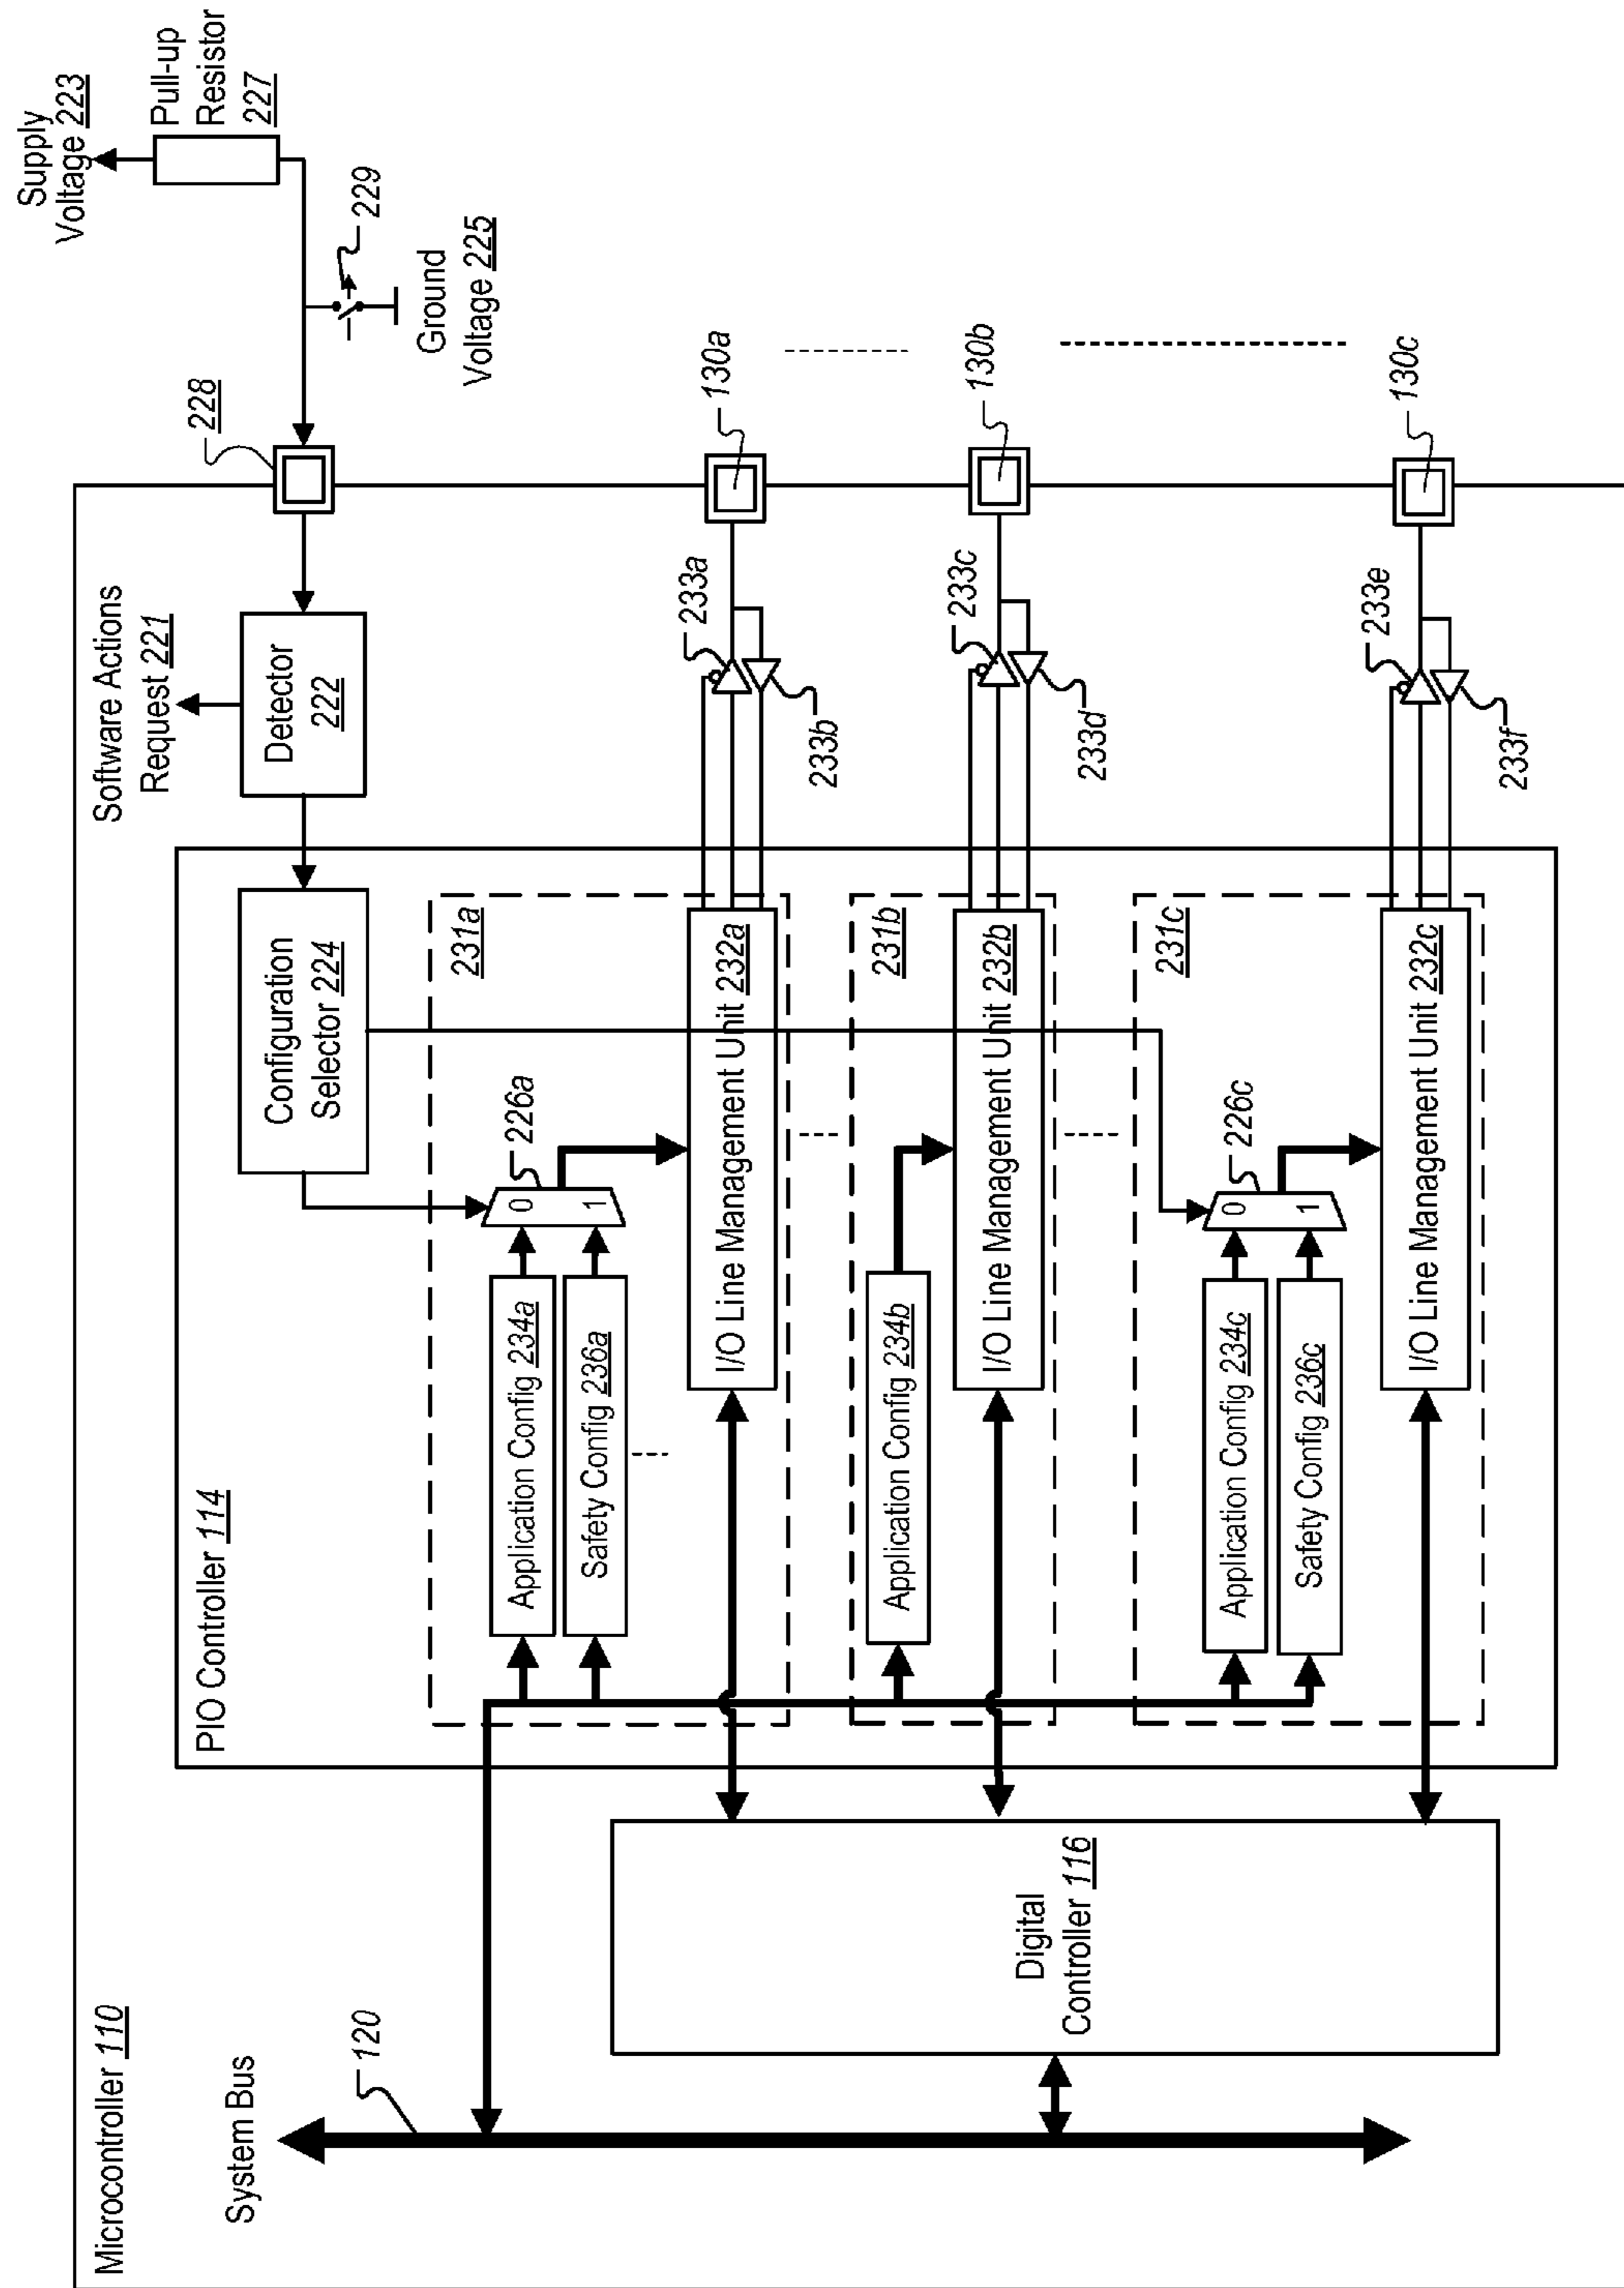 Microcontroller 110
System Bus
120
PIO Controller 114
Digital
Controller 116
Configuration
Selector 224
Software Actions
Request 221
Detector
222
228
Supply
Voltage 223
Pull-up
Resistor
227
229
Ground
Voltage 225
231a
Application Config 234a
Safety Config 236a
0
1
226a
I/O Line Management Unit 232a
233a
233b
130a
231b
Application Config 234b
I/O Line Management Unit 232b
233c
233d
130b
231c
Application Config 234c
Safety Config 236c
0
1
226c
I/O Line Management Unit 232c
233e
233f
130c